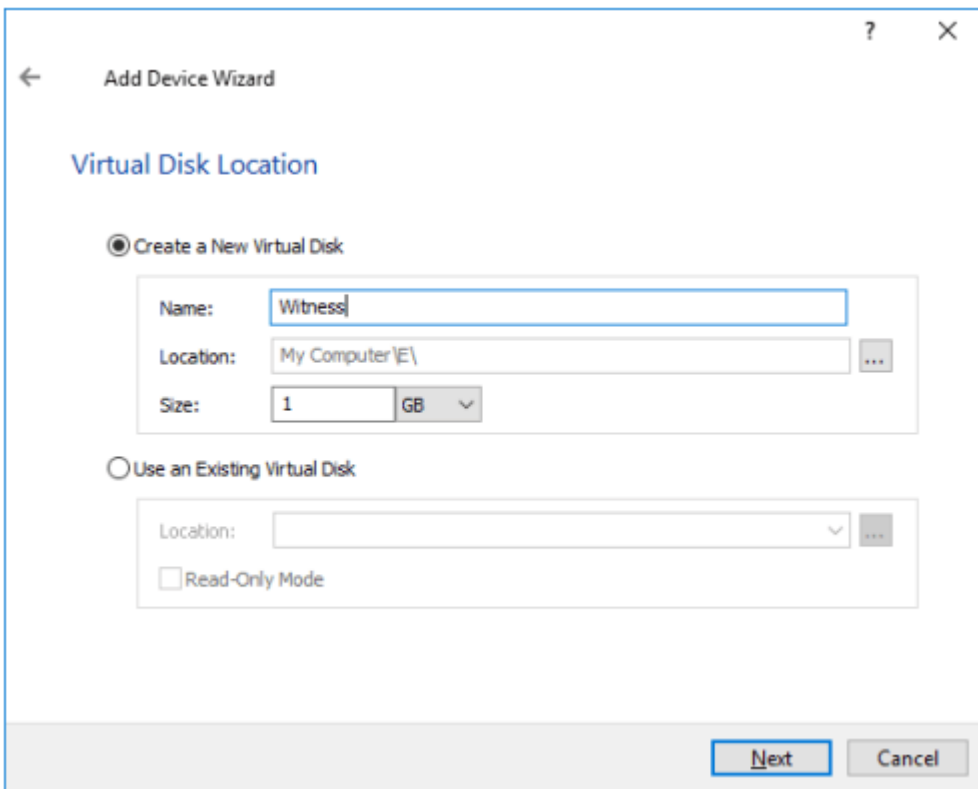 ?
Add Device Wizard
Virtual Disk Location
Create a New Virtual Disk
Name: Witness
Location: My Computer\E\ ...
Size: 1 GB
Use an Existing Virtual Disk
Location: ...
Read-Only Mode
Next Cancel